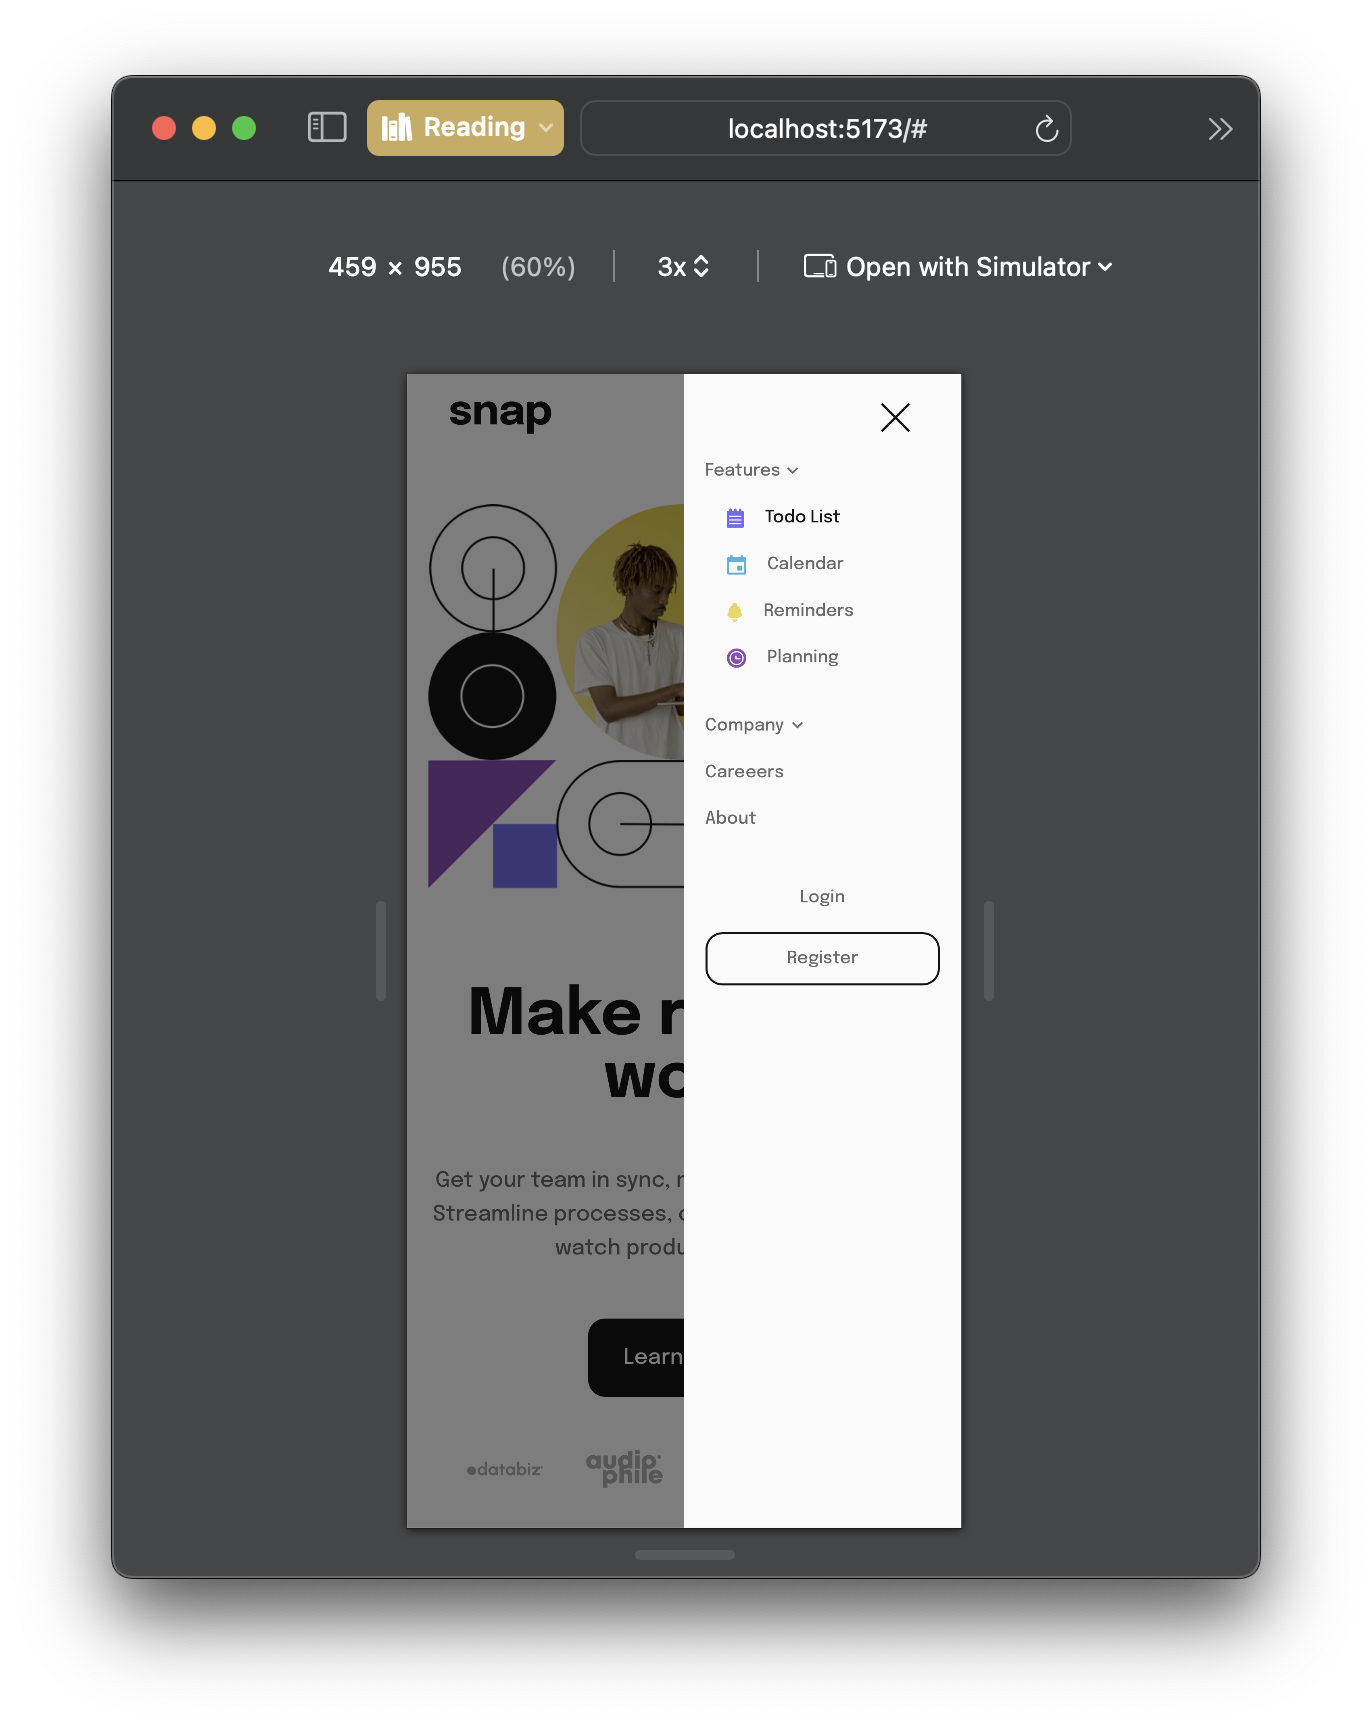 Reading
localhost:5173/#
459 × 955 (60%) 3x Open with Simulator
snap
Features
Todo List
Calendar
Reminders
Planning
Company
Careeers
About
Login
Register
Make
wo
Get your team in sync,
Streamline processes,
watch produ
Learn
databiz
audio
phile